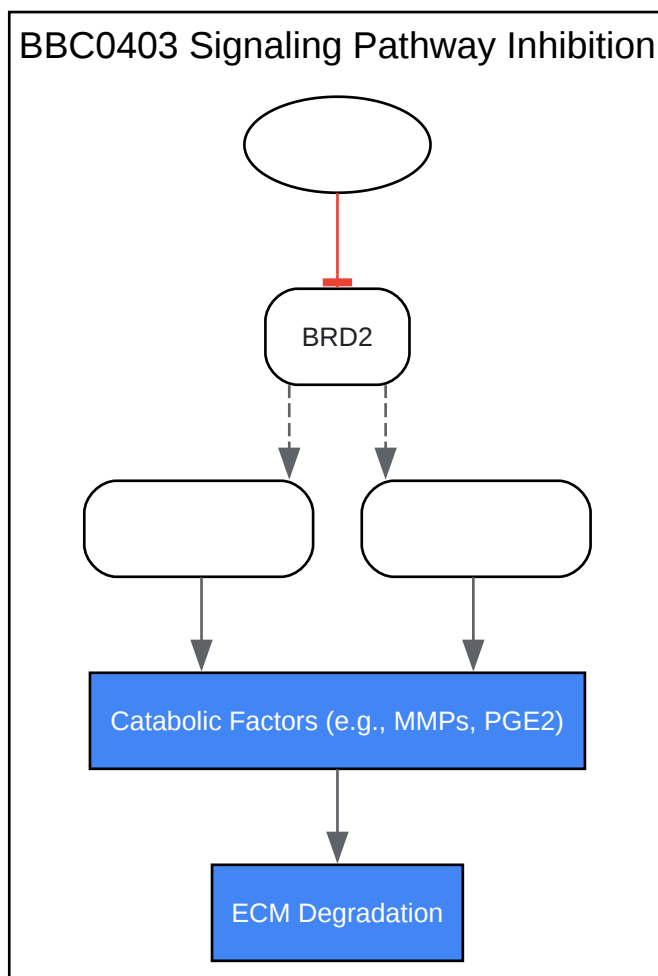 BBC0403 Signaling Pathway Inhibition
BRD2
Catabolic Factors (e.g., MMPs, PGE2)
ECM Degradation